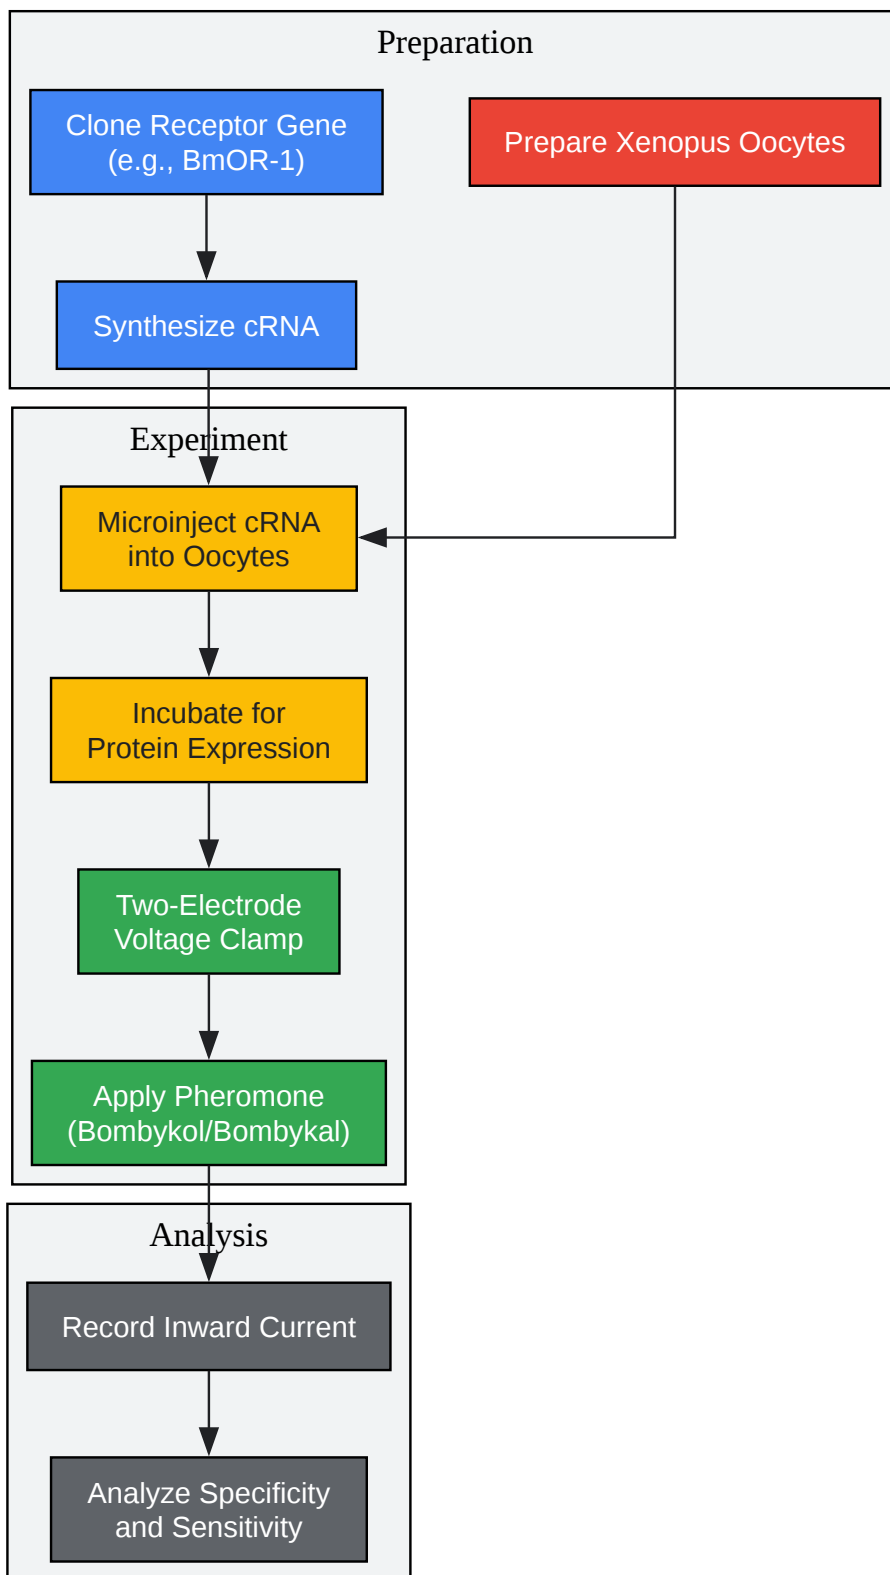 Preparation
Clone Receptor Gene
(e.g., BmOR-1)
Prepare Xenopus Oocytes
Synthesize cRNA
Experiment
Microinject cRNA
into Oocytes
Incubate for
Protein Expression
Two-Electrode
Voltage Clamp
Apply Pheromone
(Bombykol/Bombykal)
Analysis
Record Inward Current
Analyze Specificity
and Sensitivity